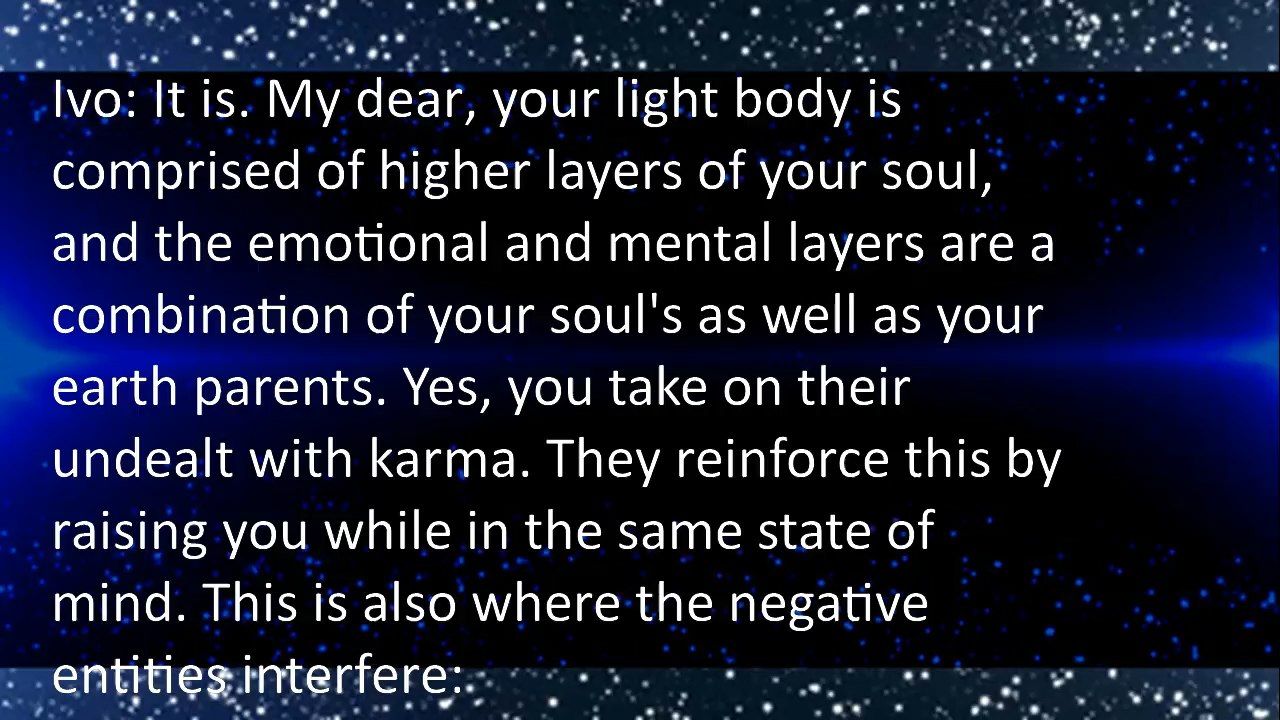 Ivo: It is. My dear, your light body is
comprised of higher layers of your soul,
and the emotional and mental layers are a
combination of your soul's as well as your
earth parents. Yes, you take on their
undealt with karma. They reinforce this by
raising you while in the same state of
mind. This is also where the negative
entities interfere: